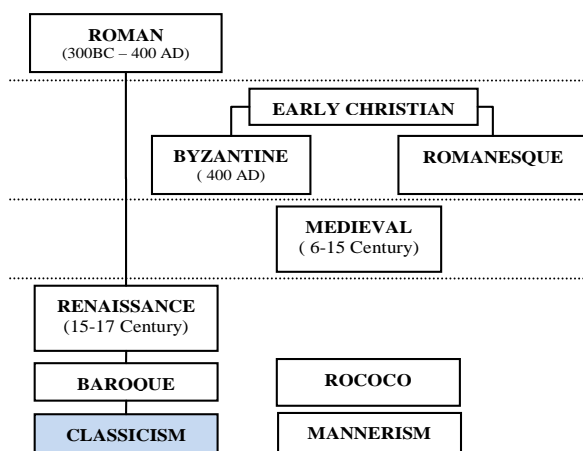 ROMAN
(300BC – 400 AD)
EARLY CHRISTIAN
BYZANTINE
( 400 AD)
ROMANESQUE
MEDIEVAL
( 6-15 Century)
RENAISSANCE
(15-17 Century)
BAROQUE
ROCOCO
CLASSICISM
MANNERISM